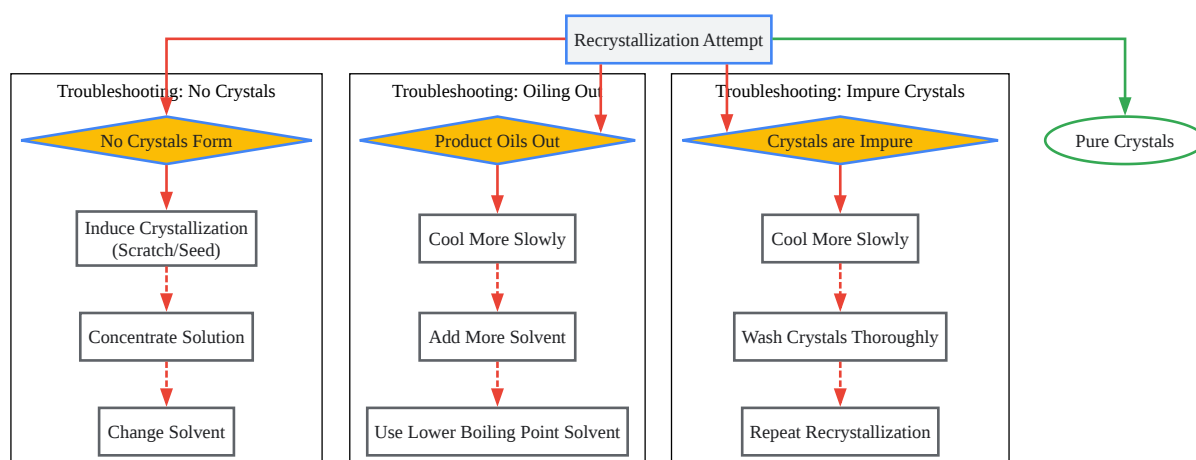 Recrystallization Attempt
Troubleshooting: No Crystals
Troubleshooting: Oiling Out
Troubleshooting: Impure Crystals
No Crystals Form
Product Oils Out
Crystals are Impure
Pure Crystals
Induce Crystallization
(Scratch/Seed)
Cool More Slowly
Cool More Slowly
Concentrate Solution
Add More Solvent
Wash Crystals Thoroughly
Change Solvent
Use Lower Boiling Point Solvent
Repeat Recrystallization